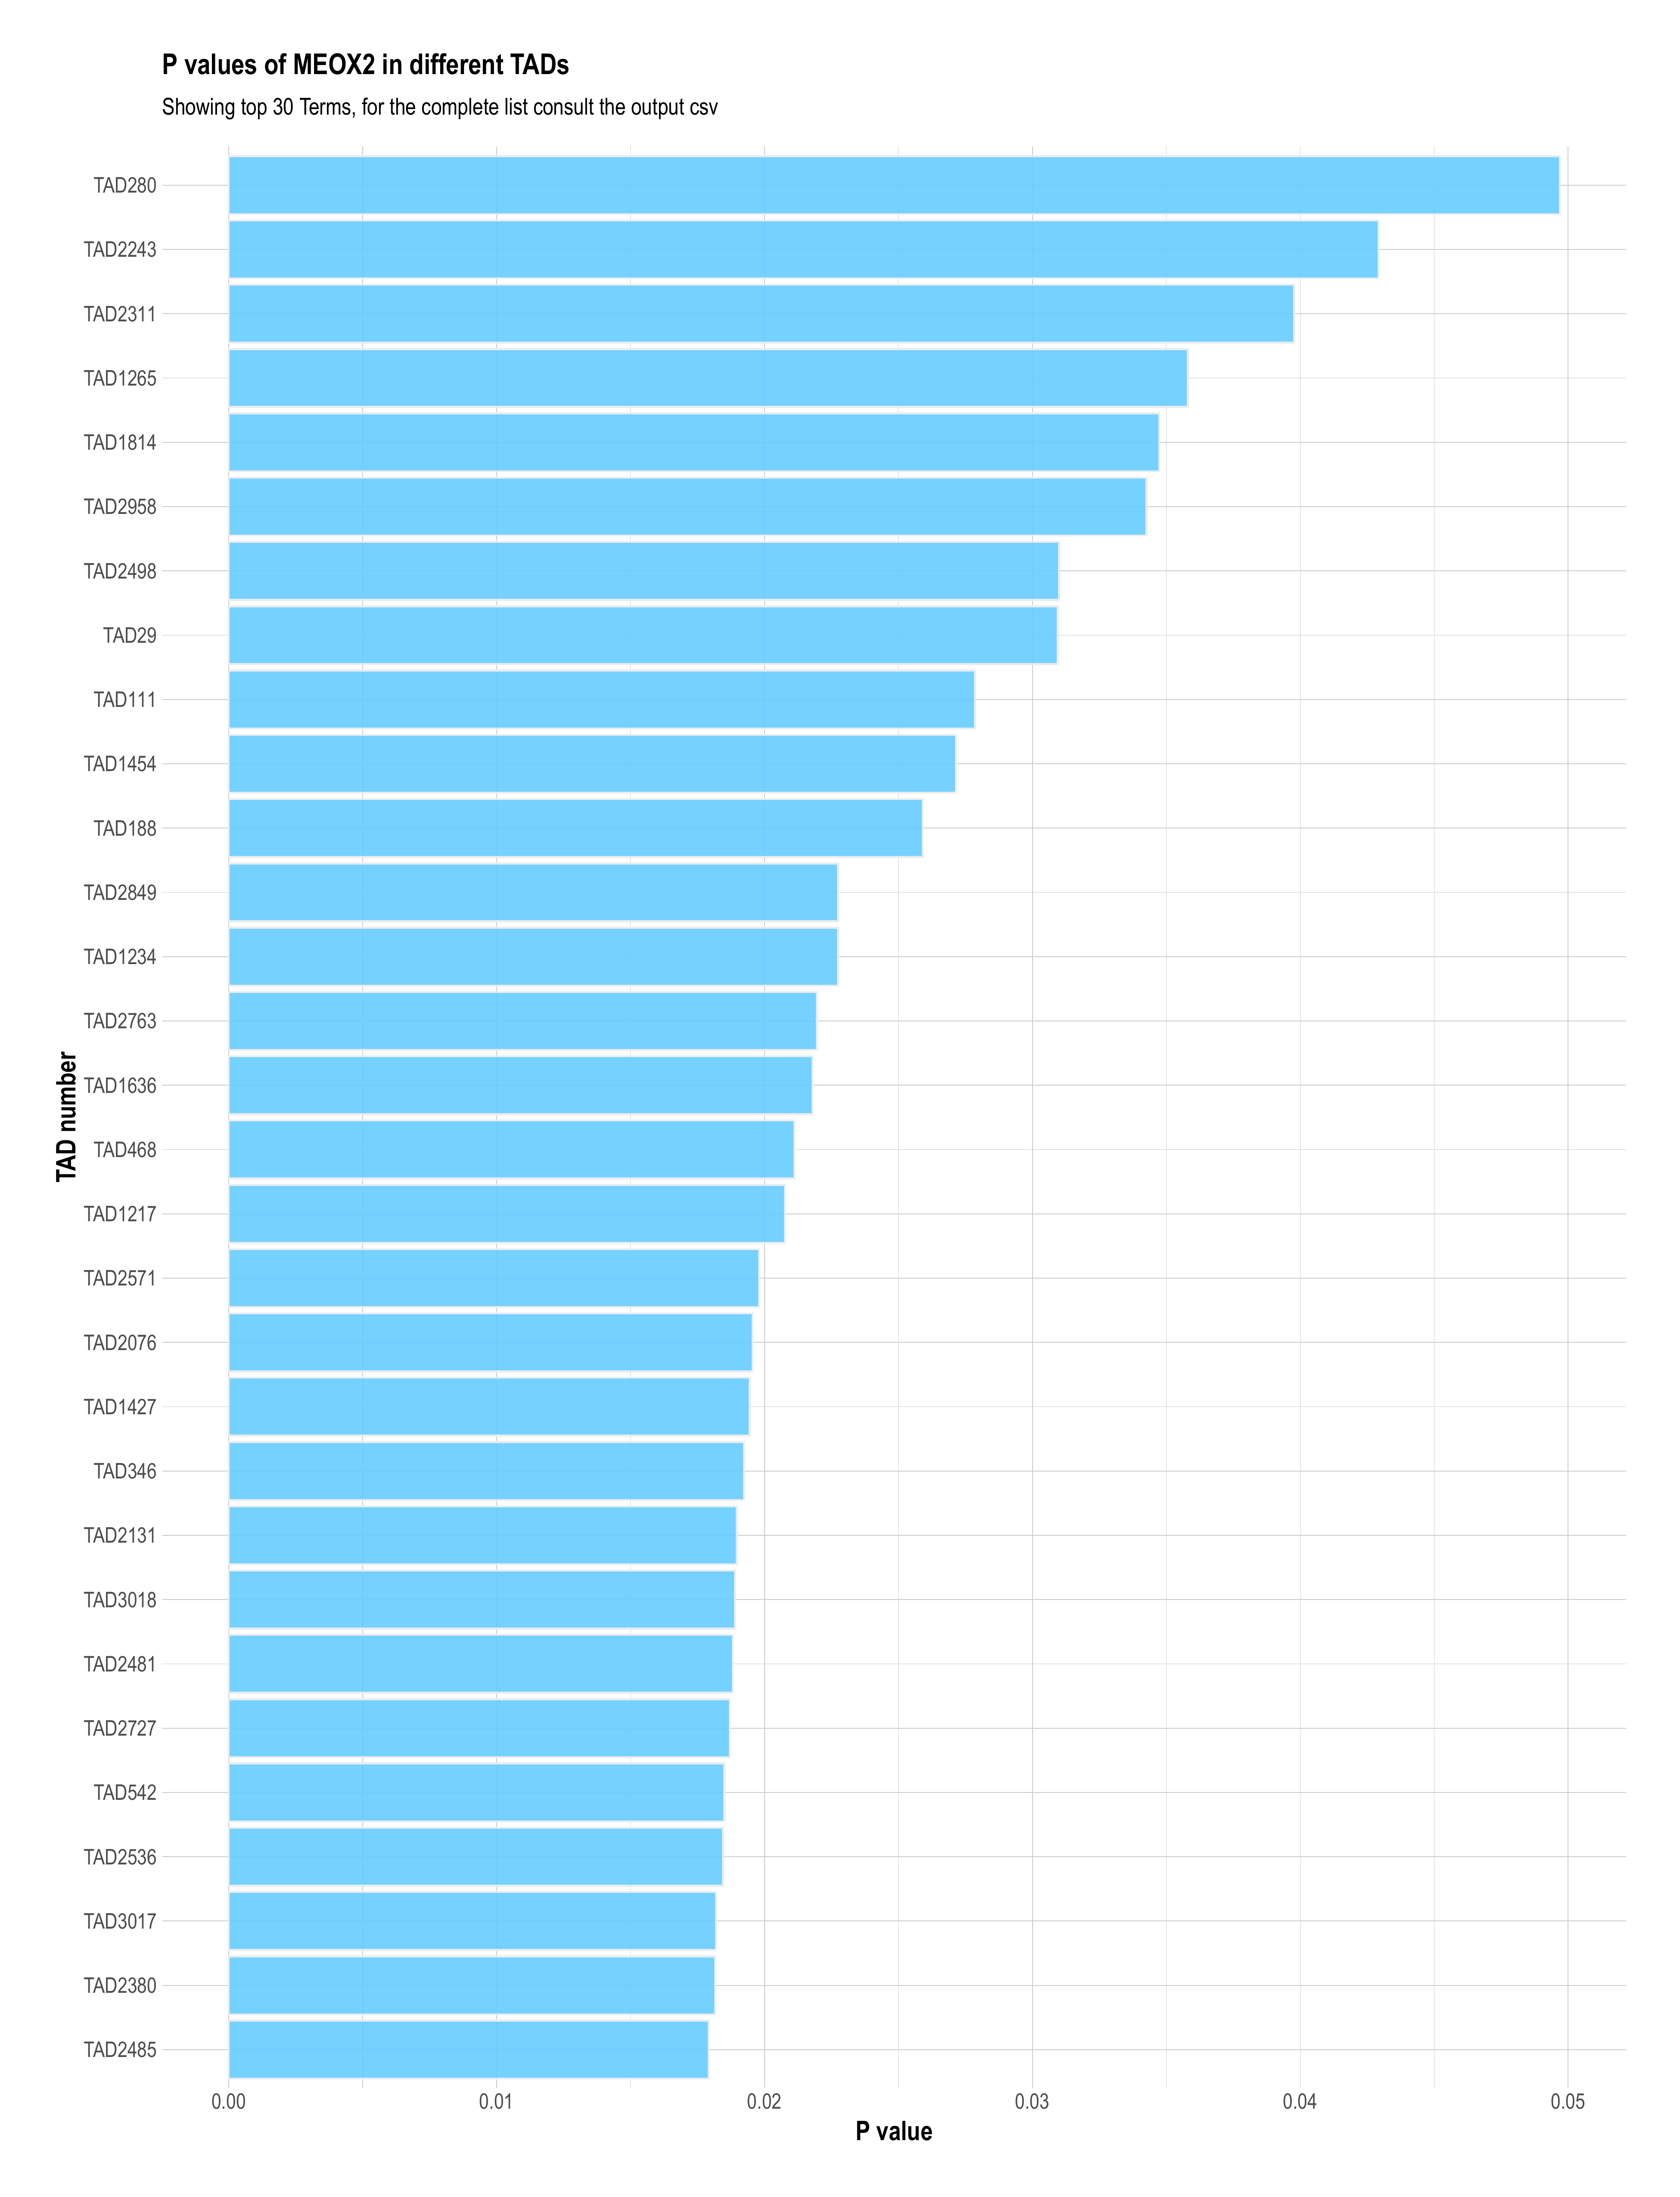 P values of MEOX2 in different TADs
Showing top 30 Terms, for the complete list consult the output csv
TAD number
TAD280
TAD2243
TAD2311
TAD1265
TAD1814
TAD2958
TAD2498
TAD29
TAD111
TAD1454
TAD188
TAD2849
TAD1234
TAD2763
TAD1636
TAD468
TAD1217
TAD2571
TAD2076
TAD1427
TAD346
TAD2131
TAD3018
TAD2481
TAD2727
TAD542
TAD2536
TAD3017
TAD2380
TAD2485
0.00 0.01 0.02 0.03 0.04 0.05
P value